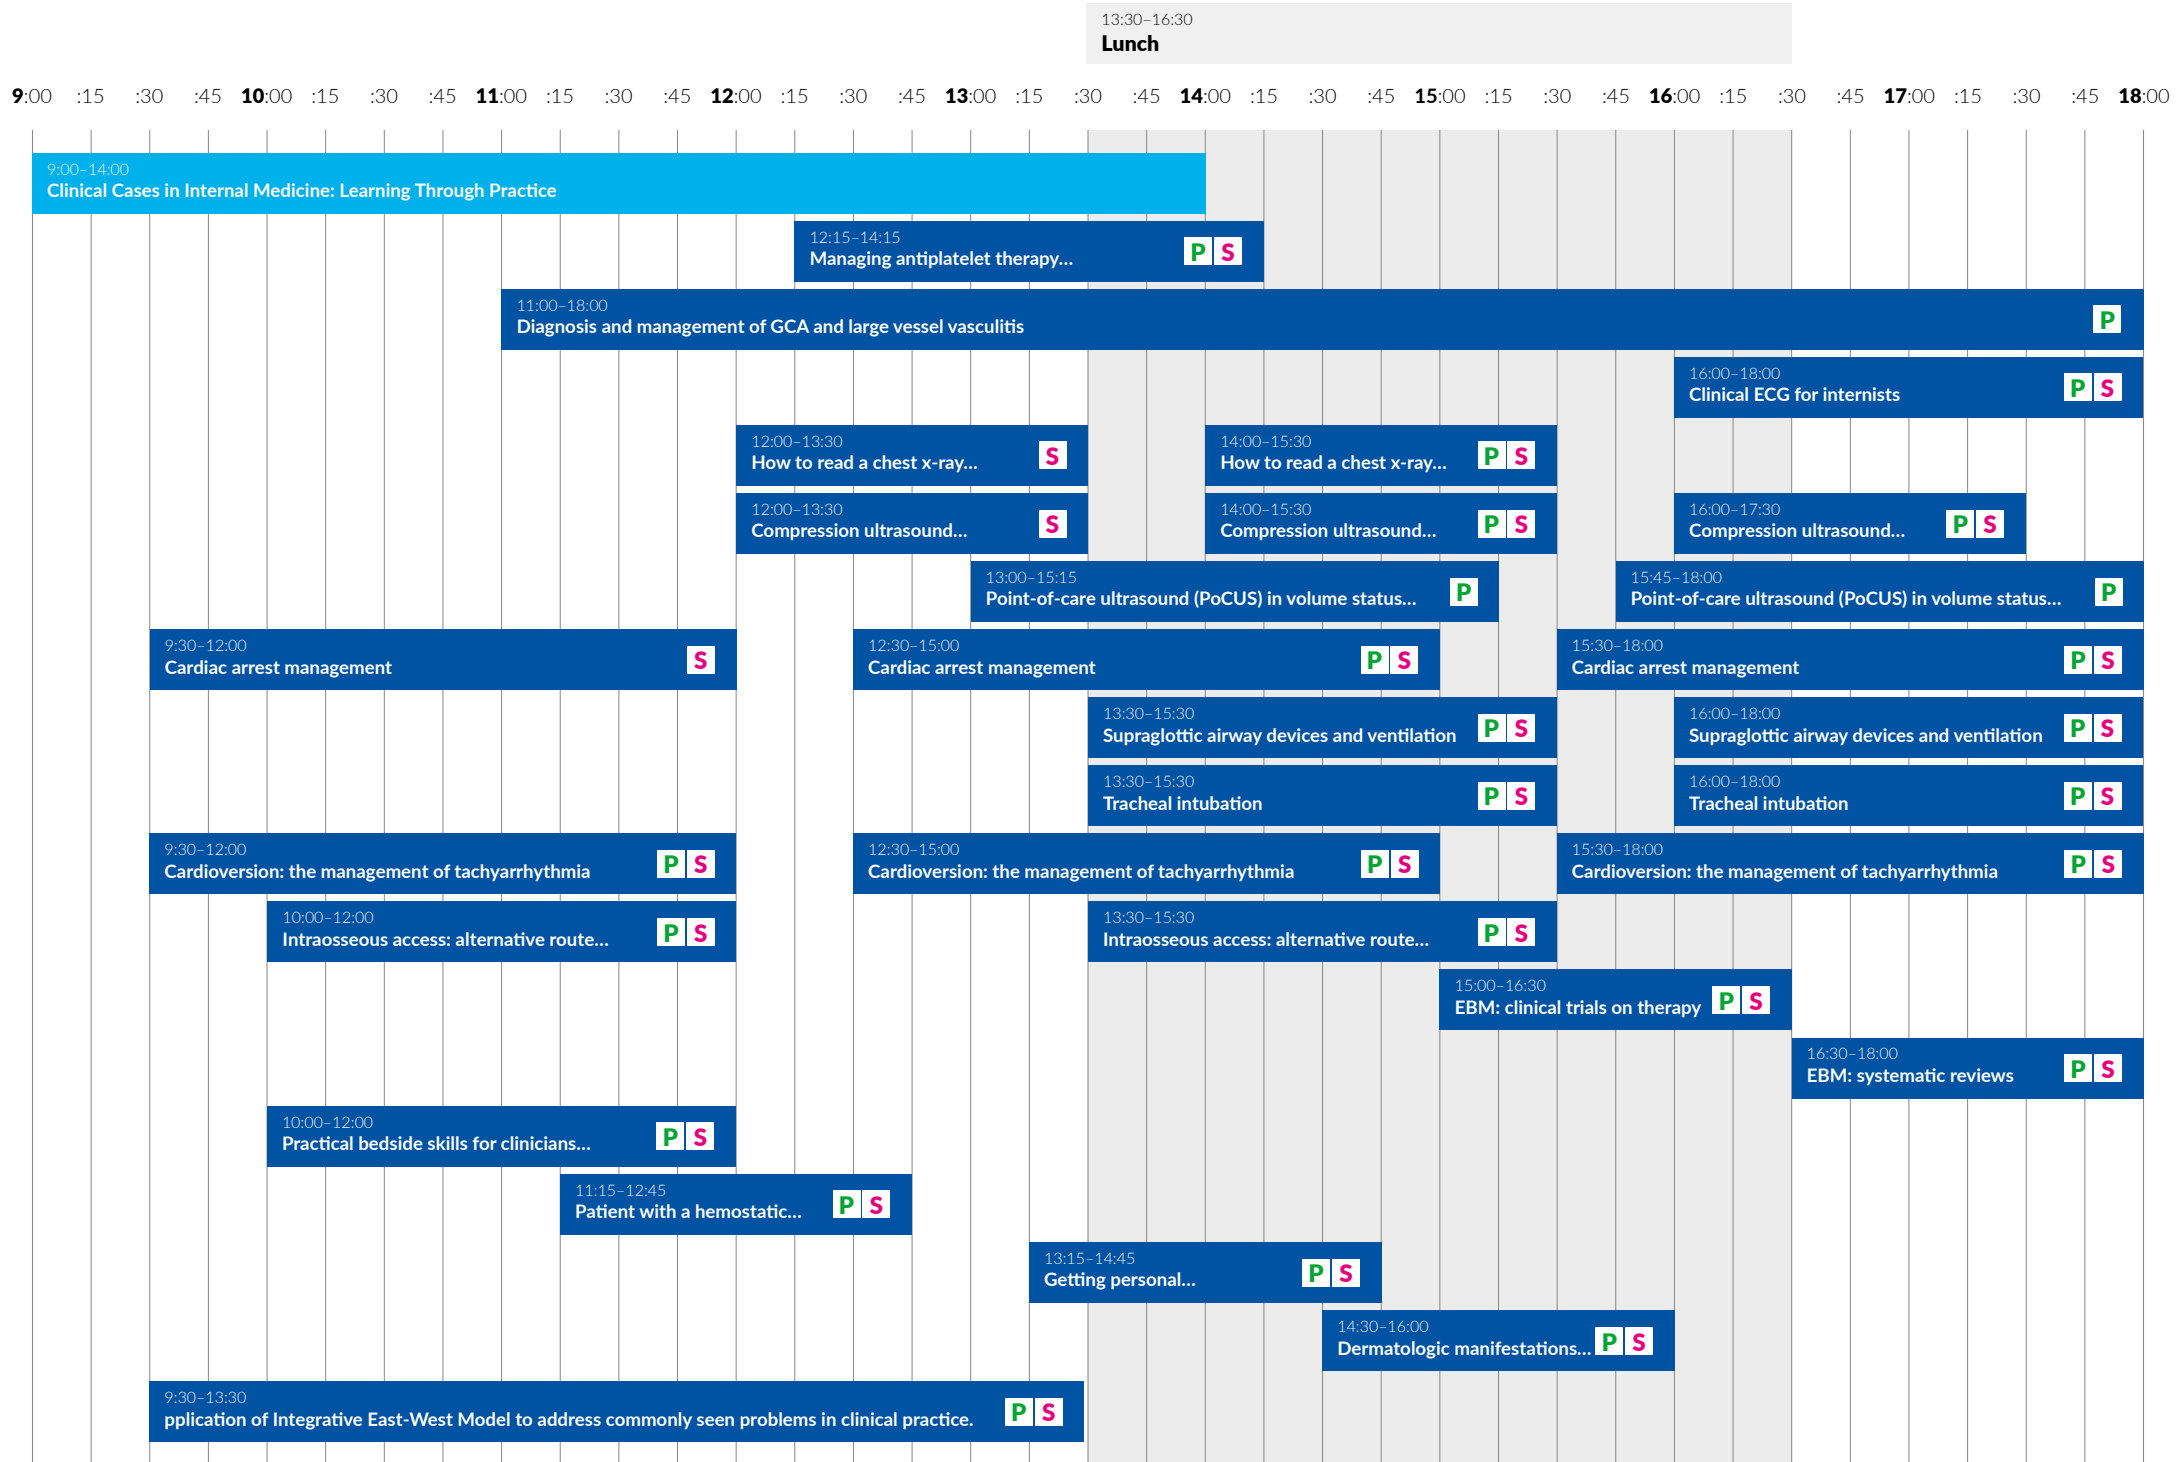 13:30–16:30
Lunch
9:00 :15 :30 :45 10:00 :15 :30 :45 11:00 :15 :30 :45 12:00 :15 :30 :45 13:00 :15 :30 :45 14:00 :15 :30 :45 15:00 :15 :30 :45 16:00 :15 :30 :45 17:00 :15 :30 :45 18:00
9:00–14:00
Clinical Cases in Internal Medicine: Learning Through Practice
12:15–14:15
Managing antiplatelet therapy... P S
11:00–18:00
Diagnosis and management of GCA and large vessel vasculitis P
16:00–18:00
Clinical ECG for internists P S
12:00–13:30
How to read a chest x-ray... S
14:00–15:30
How to read a chest x-ray... P S
12:00–13:30
Compression ultrasound... S
14:00–15:30
Compression ultrasound... P S
16:00–17:30
Compression ultrasound... P S
13:00–15:15
Point-of-care ultrasound (PoCUS) in volume status... P
15:45–18:00
Point-of-care ultrasound (PoCUS) in volume status... P
9:30–12:00
Cardiac arrest management S
12:30–15:00
Cardiac arrest management P S
15:30–18:00
Cardiac arrest management P S
13:30–15:30
Supraglottic airway devices and ventilation P S
16:00–18:00
Supraglottic airway devices and ventilation P S
13:30–15:30
Tracheal intubation P S
16:00–18:00
Tracheal intubation P S
9:30–12:00
Cardioversion: the management of tachyarrhythmia P S
12:30–15:00
Cardioversion: the management of tachyarrhythmia P S
15:30–18:00
Cardioversion: the management of tachyarrhythmia P S
10:00–12:00
Intraosseous access: alternative route... P S
13:30–15:30
Intraosseous access: alternative route... P S
15:00–16:30
EBM: clinical trials on therapy P S
16:30–18:00
EBM: systematic reviews P S
10:00–12:00
Practical bedside skills for clinicians... P S
11:15–12:45
Patient with a hemostatic... P S
13:15–14:45
Getting personal... P S
14:30–16:00
Dermatologic manifestations... P S
9:30–13:30
pplication of Integrative East-West Model to address commonly seen problems in clinical practice. P S